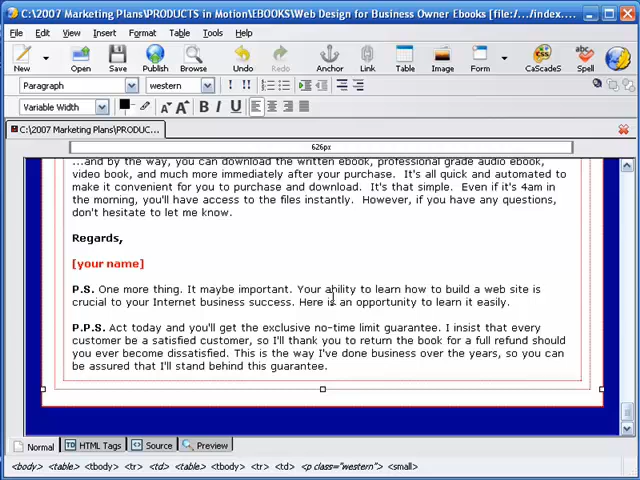 C:\2007 Marketing Plans\PRODUCTS in Motion\EBOOKS\Web Design for Business Owner Ebooks [file:/.../index....
File Edit View Insert Format Table Tools Help
New Open Save Publish Browse Undo Redo Anchor Link Table Image Form CaScadeS Spell
Paragraph western
Variable Width B I U
C:\2007 Marketing Plans\PRODUC...
626px
...and by the way, you can download the written ebook, professional grade audio ebook,
video book, and much more immediately after your purchase. It's all quick and automated to
make it convenient for you to purchase and download. It's that simple. Even if it's 4am in
the morning, you'll have access to the files instantly. However, if you have any questions,
don't hesitate to let me know.
Regards,
[your name]
P.S. One more thing. It maybe important. Your ability to learn how to build a web site is
crucial to your Internet business success. Here is an opportunity to learn it easily.
P.P.S. Act today and you'll get the exclusive no-time limit guarantee. I insist that every
customer be a satisfied customer, so I'll thank you to return the book for a full refund should
you ever become dissatisfied. This is the way I've done business over the years, so you can
be assured that I'll stand behind this guarantee.
Normal HTML Tags Source Preview
<body> <table> <tbody> <tr> <td> <table> <tbody> <tr> <td> <p class="western"> <small>